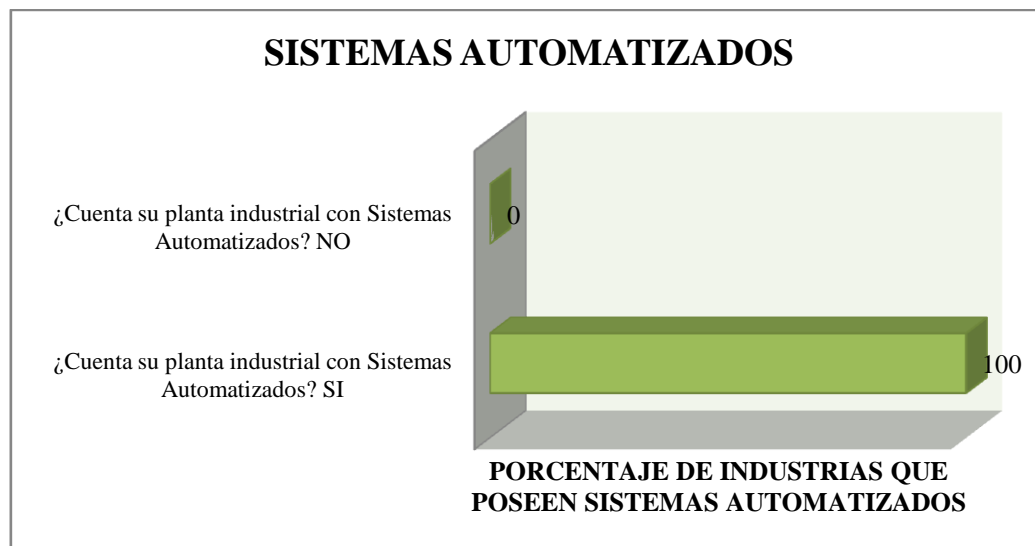 SISTEMAS AUTOMATIZADOS
¿Cuenta su planta industrial con Sistemas
Automatizados? NO
0
¿Cuenta su planta industrial con Sistemas
Automatizados? SI
100
PORCENTAJE DE INDUSTRIAS QUE
POSEEN SISTEMAS AUTOMATIZADOS